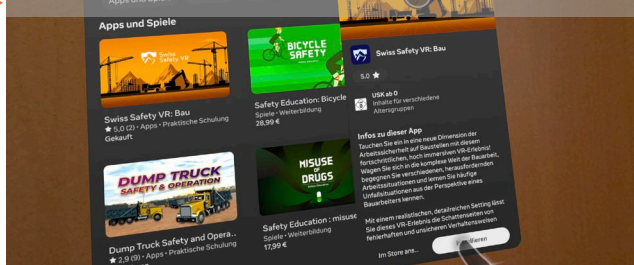 Apps und Spiele
Swiss
Safety VR
Swiss Safety VR: Bau
★ 5,0 (2) • Apps • Praktische Schulung
Gekauft
BICYCLE
SAFETY
Safety Education: Bicycle
Spiele • Weiterbildung
28,99 €
DUMP TRUCK
SAFETY & OPERATION
Dump Truck Safety and Opera..
★ 2,9 (9) • Apps • Praktische Schulung
MISUSE
OF
DRUGS
Safety Education : misuse
Spiele • Weiterbildung
17,99 €
Swiss Safety VR: Bau
5.0 ★
USK ab 0
Inhalte für verschiedene
Altersgruppen
Infos zu dieser App
Tauchen Sie ein in eine neue Dimension der
Arbeitssicherheit auf Baustellen mit diesem
fortschrittlichen, hoch immersiven VR-Erlebnis!
Wagen Sie sich in die komplexe Welt der Bauarbeit,
begegnen Sie verschiedenen, herausfordernden
Arbeitssituationen und lernen Sie häufige
Unfallsituationen aus der Perspektive eines
Bauarbeiters kennen.
Mit einem realistischen, detailreichen Setting lässt
Sie dieses VR-Erlebnis die Schattenseiten von
fehlerhaften und unsicheren Verhaltensweisen
Im Store ans...